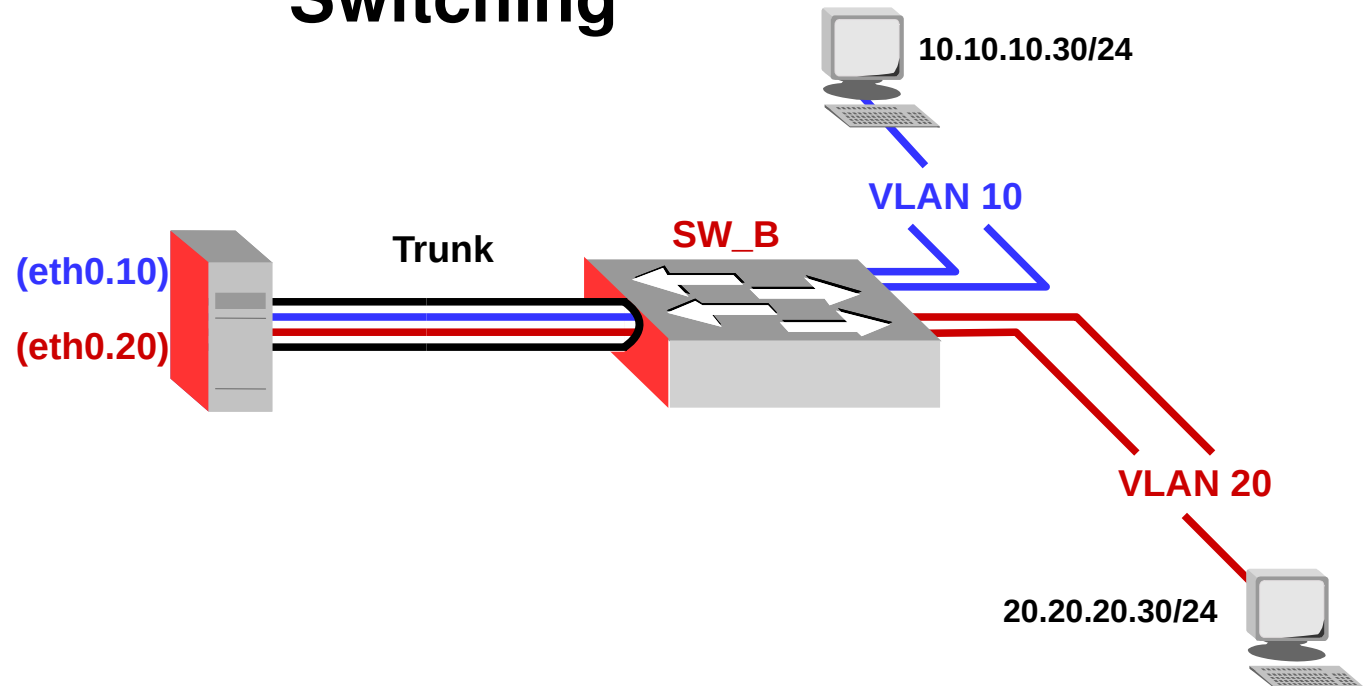 Switching
10.10.10.30/24
VLAN 10
SW_B
Trunk
(eth0.10)
(eth0.20)
VLAN 20
20.20.20.30/24